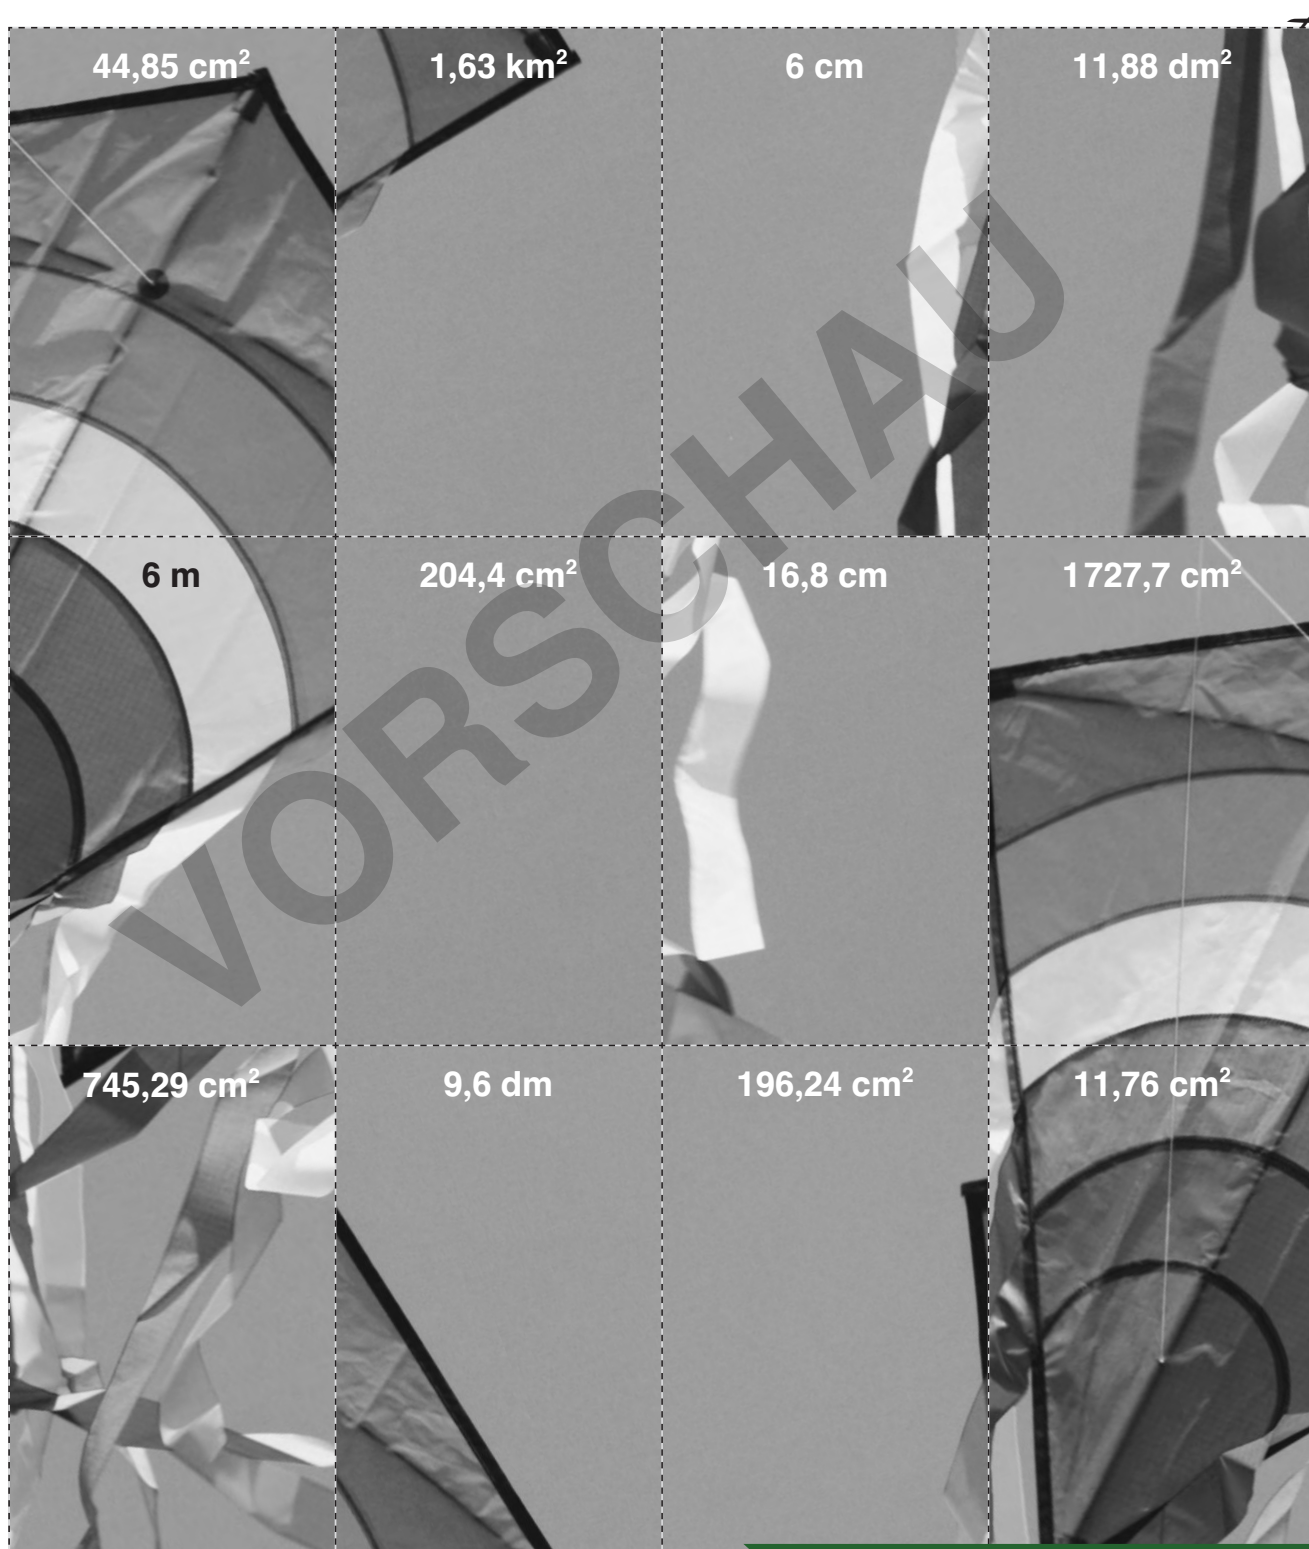 44,85 cm² 1,63 km² 6 cm 11,88 dm²
6 m 204,4 cm² 16,8 cm 1727,7 cm²
745,29 cm² 9,6 dm 196,24 cm² 11,76 cm²
VORSCHAU